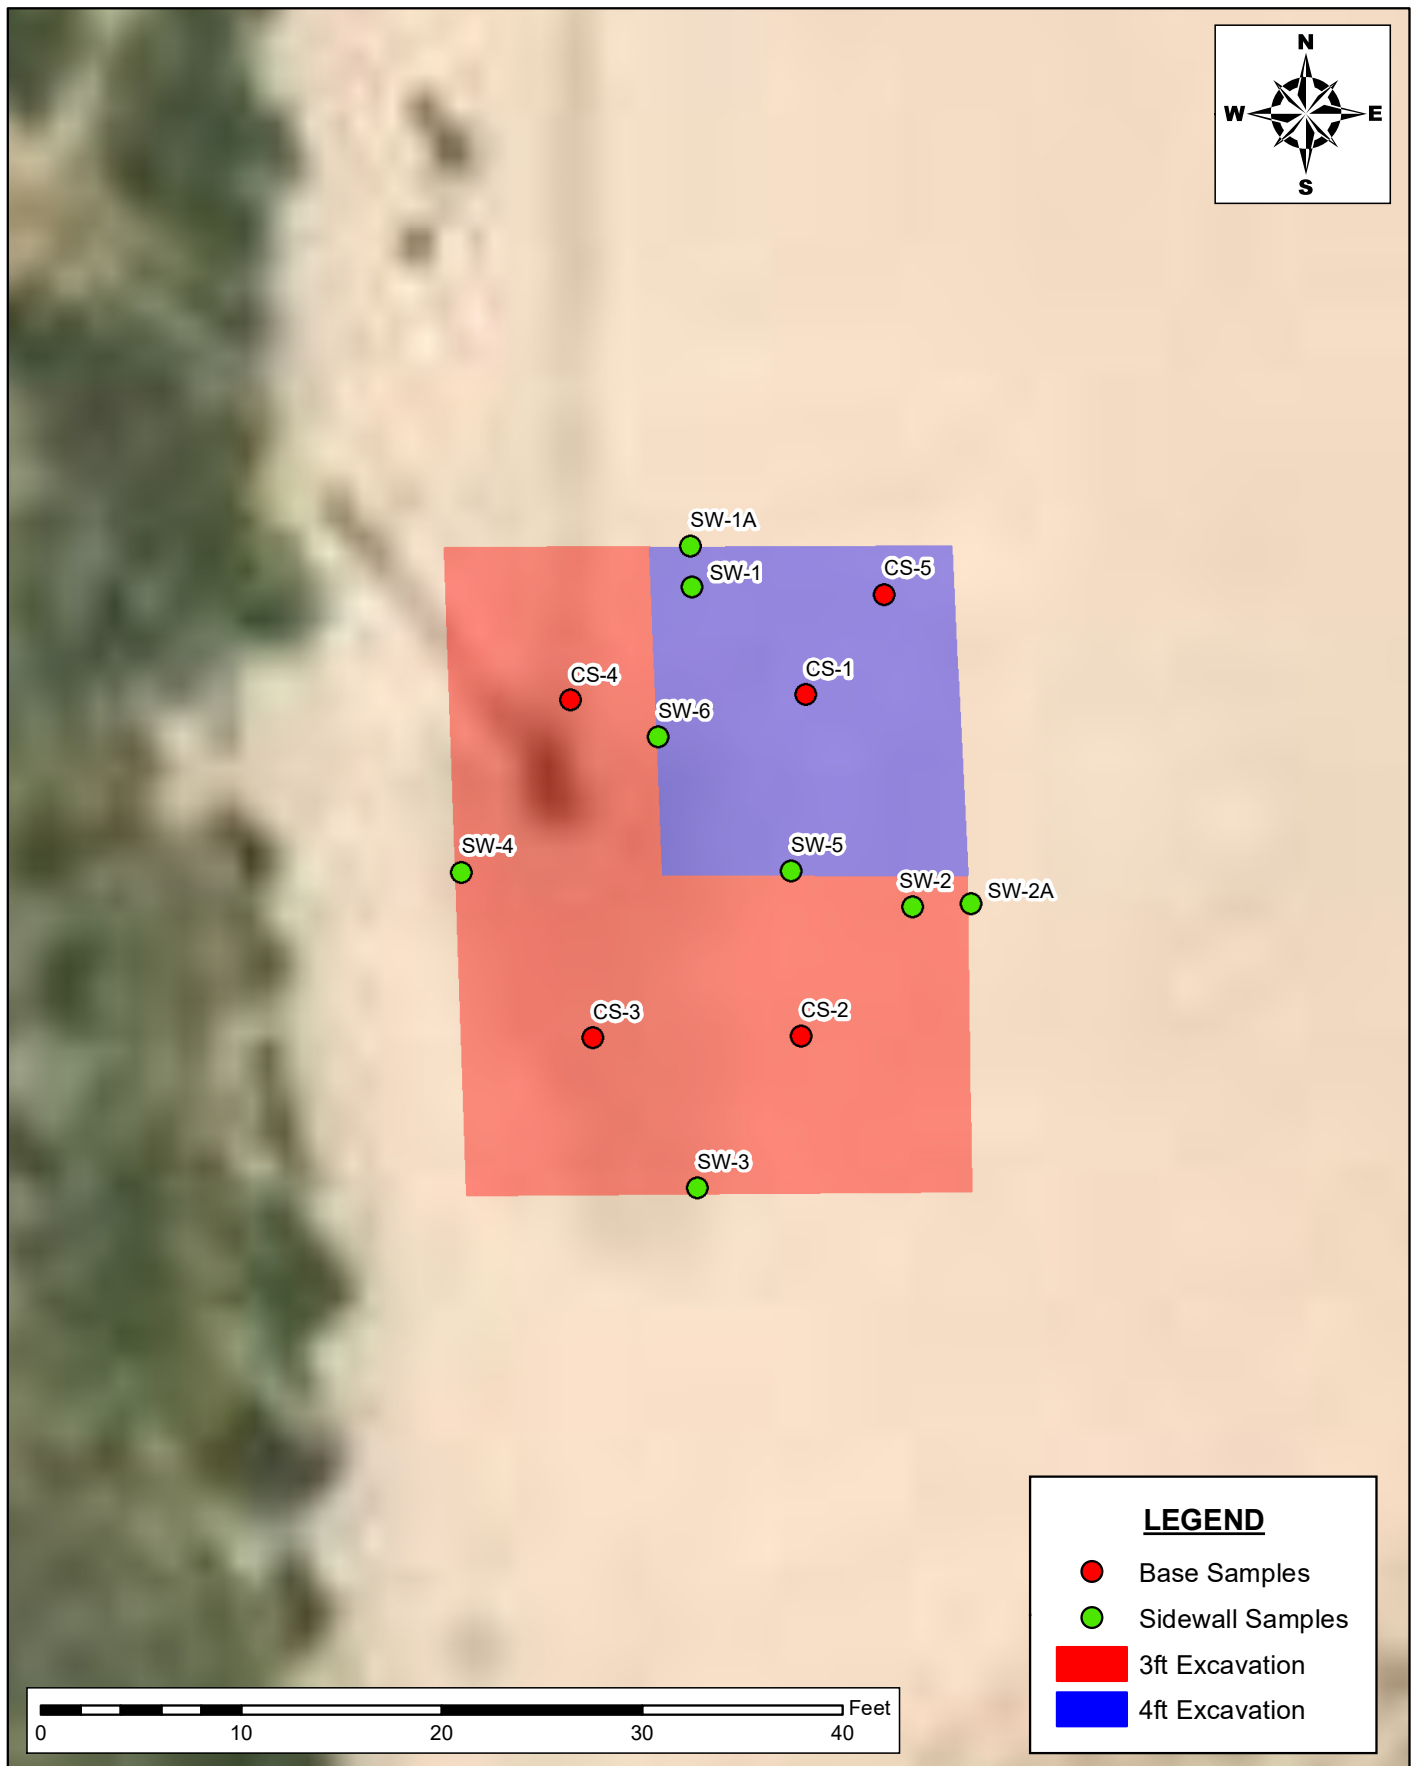 N
W E
S
SW-1A
SW-1
CS-5
CS-4
CS-1
SW-6
SW-4
SW-5
SW-2
SW-2A
CS-3
CS-2
SW-3
LEGEND
Base Samples
Sidewall Samples
3ft Excavation
4ft Excavation
Feet
0 10 20 30 40